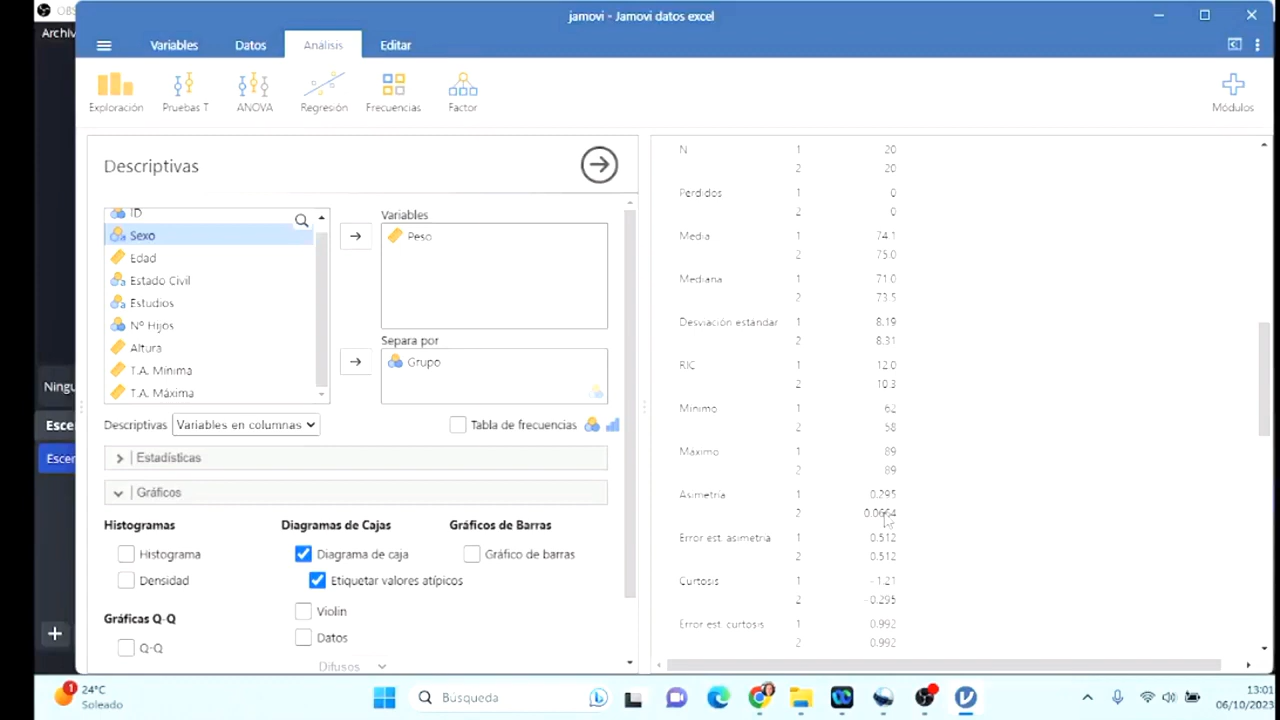 OBS
jamovi - Jamovi datos excel
Archiv
Variables Datos Análisis Editar
Exploración Pruebas T ANOVA Regresión Frecuencias Factor Módulos
Descriptivas
ID
Sexo
Edad
Estado Civil
Estudios
Nº Hijos
Altura
T.A. Mínima
T.A. Máxima
Variables
Peso
Separa por
Grupo
Descriptivas Variables en columnas Tabla de frecuencias
Estadísticas
Gráficos
Histogramas Diagramas de Cajas Gráficos de Barras
Histograma Diagrama de caja Gráfico de barras
Densidad Etiquetar valores atípicos
Violin
Gráficas Q-Q Datos
Q-Q
Difusos
N 1 20
2 20
Perdidos 1 0
2 0
Media 1 74.1
2 75.0
Mediana 1 71.0
2 73.5
Desviación estándar 1 8.19
2 8.31
RIC 1 12.0
2 10.3
Mínimo 1 62
2 58
Máximo 1 89
2 89
Asimetría 1 0.295
2 0.0664
Error est. asimetría 1 0.512
2 0.512
Curtosis 1 -1.21
2 -0.295
Error est. curtosis 1 0.992
2 0.992
Ningu
Escer
Escer
1
24°C
Soleado
Búsqueda
13:01
06/10/2023